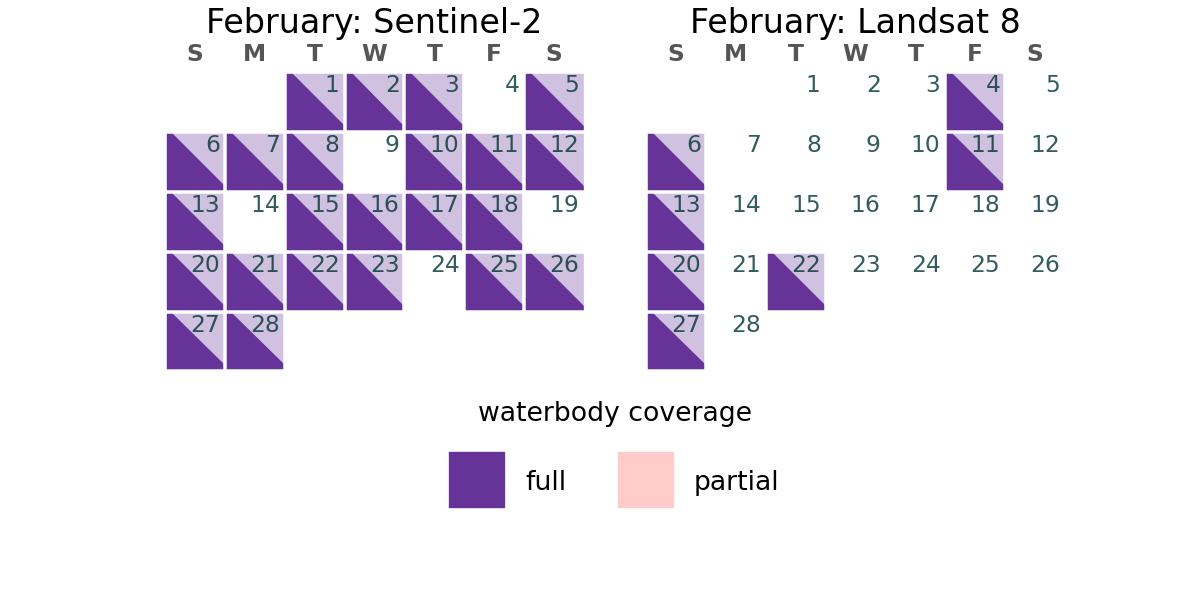 February: Sentinel-2
S M T W T F S
1 2 3 4 5
6 7 8 9 10 11 12
13 14 15 16 17 18 19
20 21 22 23 24 25 26
27 28
February: Landsat 8
S M T W T F S
1 2 3 4 5
6 7 8 9 10 11 12
13 14 15 16 17 18 19
20 21 22 23 24 25 26
27 28
waterbody coverage
full partial